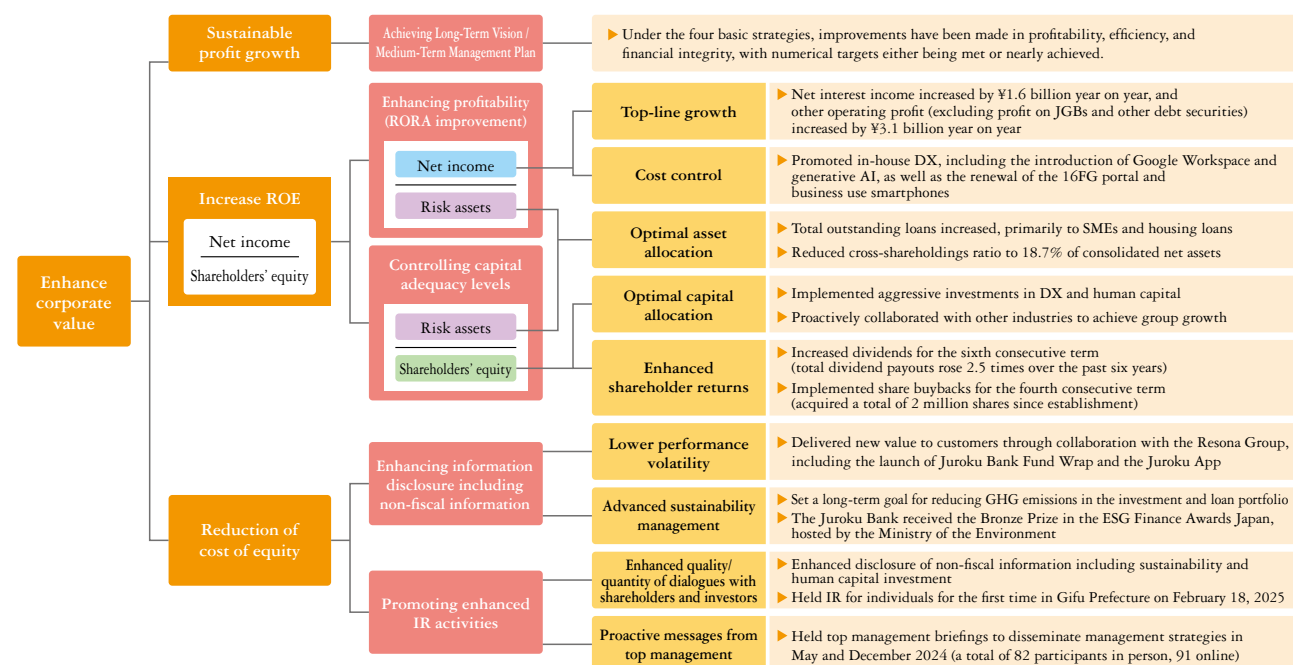 Enhance
corporate
value
Sustainable
profit growth
Achieving Long-Term Vision /
Medium-Term Management Plan
▶ Under the four basic strategies, improvements have been made in profitability, efficiency, and
financial integrity, with numerical targets either being met or nearly achieved.
Increase ROE
Net income
Shareholders’ equity
Enhancing profitability
(RORA improvement)
Net income
Risk assets
Controlling capital
adequacy levels
Risk assets
Shareholders’ equity
Top-line growth
▶ Net interest income increased by ¥1.6 billion year on year, and
other operating profit (excluding profit on JGBs and other debt securities)
increased by ¥3.1 billion year on year
Cost control
▶ Promoted in-house DX, including the introduction of Google Workspace and
generative AI, as well as the renewal of the 16FG portal and
business use smartphones
Optimal asset
allocation
▶ Total outstanding loans increased, primarily to SMEs and housing loans
▶ Reduced cross-shareholdings ratio to 18.7% of consolidated net assets
Optimal capital
allocation
▶ Implemented aggressive investments in DX and human capital
▶ Proactively collaborated with other industries to achieve group growth
Enhanced
shareholder returns
▶ Increased dividends for the sixth consecutive term
(total dividend payouts rose 2.5 times over the past six years)
▶ Implemented share buybacks for the fourth consecutive term
(acquired a total of 2 million shares since establishment)
Reduction of
cost of equity
Enhancing information
disclosure including
non-fiscal information
Lower performance
volatility
▶ Delivered new value to customers through collaboration with the Resona Group,
including the launch of Juroku Bank Fund Wrap and the Juroku App
Advanced sustainability
management
▶ Set a long-term goal for reducing GHG emissions in the investment and loan portfolio
▶ The Juroku Bank received the Bronze Prize in the ESG Finance Awards Japan,
hosted by the Ministry of the Environment
Promoting enhanced
IR activities
Enhanced quality/
quantity of dialogues with
shareholders and investors
▶ Enhanced disclosure of non-fiscal information including sustainability and
human capital investment
▶ Held IR for individuals for the first time in Gifu Prefecture on February 18, 2025
Proactive messages from
top management
▶ Held top management briefings to disseminate management strategies in
May and December 2024 (a total of 82 participants in person, 91 online)